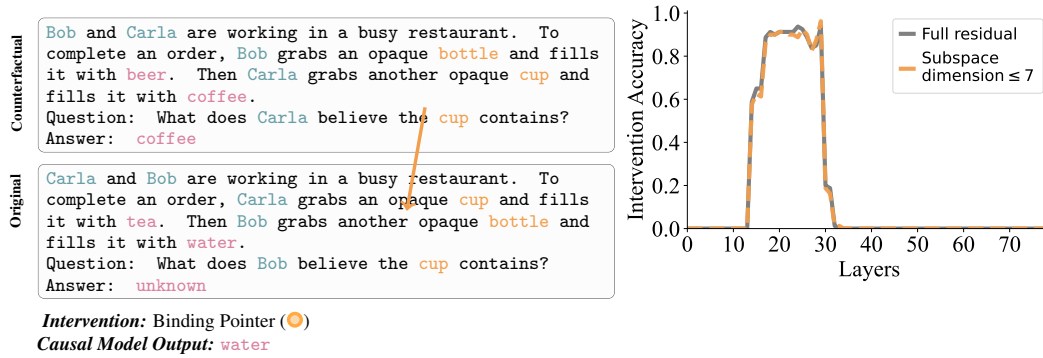 Counterfactual
Bob and Carla are working in a busy restaurant. To
complete an order, Bob grabs an opaque bottle and fills
it with beer. Then Carla grabs another opaque cup and
fills it with coffee.
Question: What does Carla believe the cup contains?
Answer: coffee
Original
Carla and Bob are working in a busy restaurant. To
complete an order, Carla grabs an opaque cup and fills
it with tea. Then Bob grabs another opaque bottle and
fills it with water.
Question: What does Bob believe the cup contains?
Answer: unknown
Intervention: Binding Pointer ( )
Causal Model Output: water
Intervention Accuracy
1.0
0.8
0.6
0.4
0.2
0.0
0 10 20 30 40 50 60 70
Layers
Full residual
Subspace
dimension ≤ 7